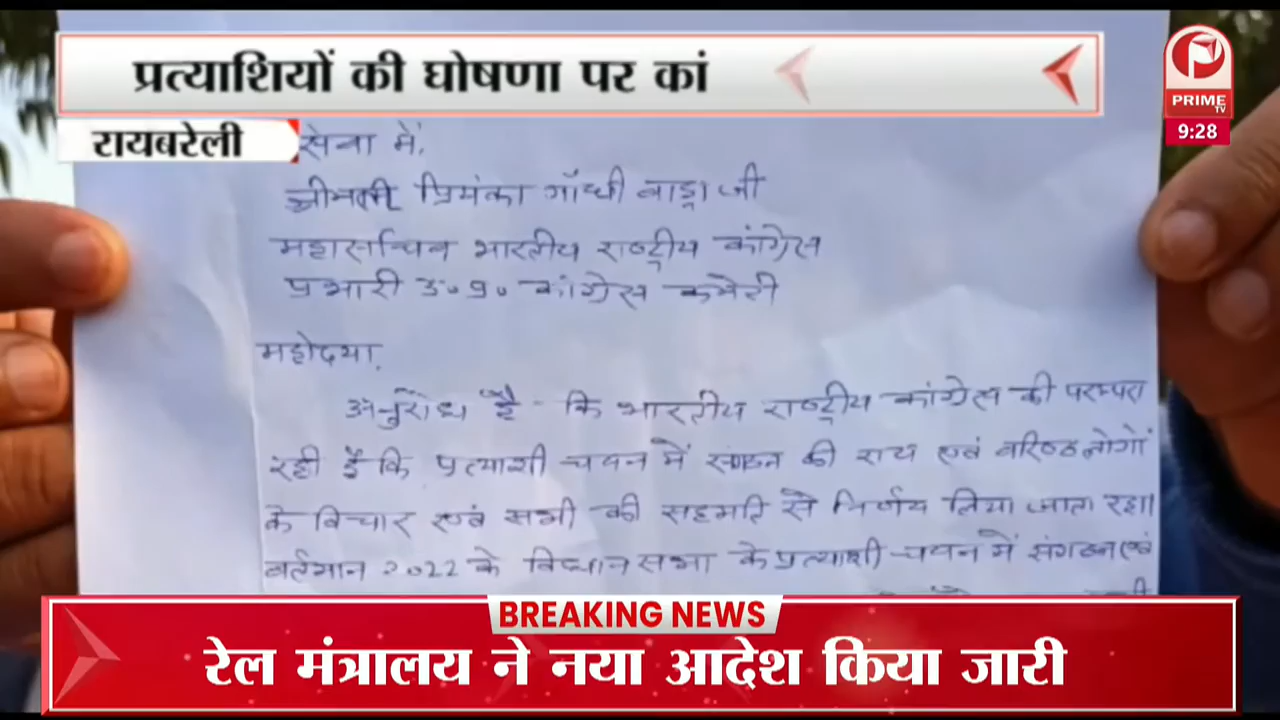 प्रत्याशियों की घोषणा पर कां
PRIME
TV
9:28
रायबरेली
सेवा में,
श्रीमती प्रियंका गाँधी वाड्रा जी
महासचिव भारतीय राष्ट्रीय कांग्रेस
प्रभारी उ०प्र० कांग्रेस कमेटी
महोदया,
अनुरोध है - कि भारतीय राष्ट्रीय कांग्रेस की परम्परा
रही है कि प्रत्याशी चयन में संगठन की राय एवं वरिष्ठ लोगों
के विचार एवं सभी की सहमति से निर्णय लिया जाता रहा।
वर्तमान 2022 के विधान सभा के प्रत्याशी चयन में संगठन एवं
BREAKING NEWS
रेल मंत्रालय ने नया आदेश किया जारी